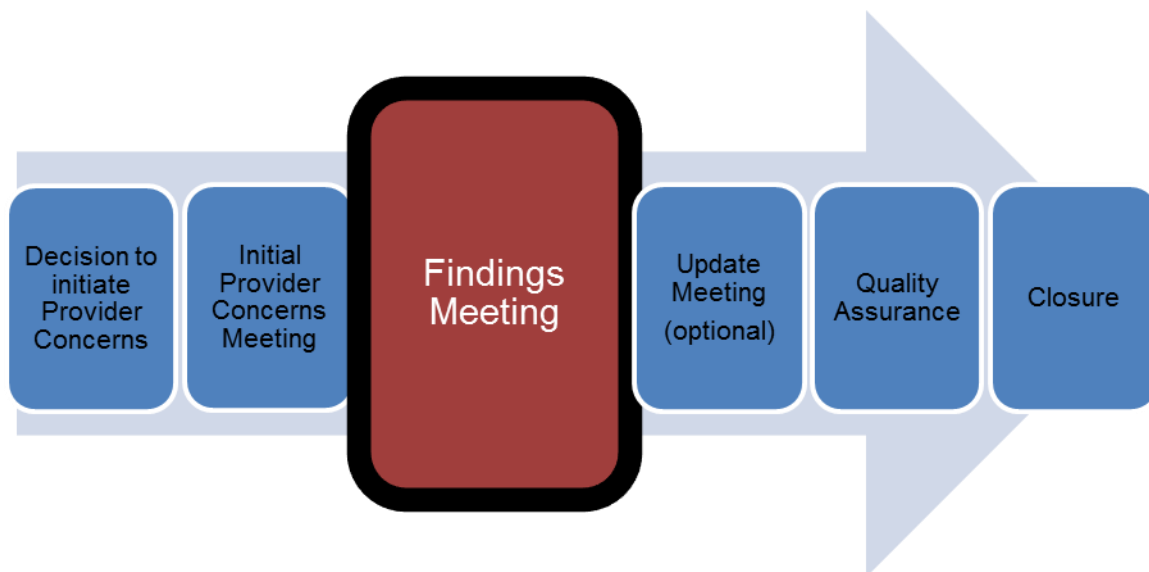 Decision to
initiate
Provider
Concerns
Initial
Provider
Concerns
Meeting
Findings
Meeting
Update
Meeting
(optional)
Quality
Assurance
Closure